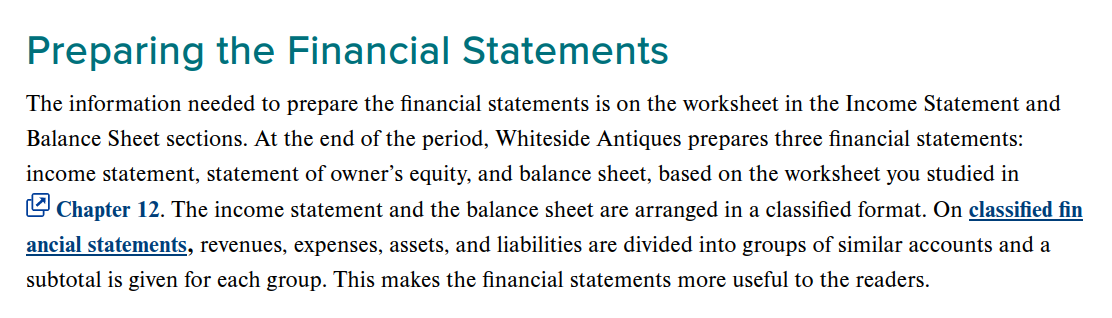 Preparing the Financial Statements
The information needed to prepare the financial statements is on the worksheet in the Income Statement and
Balance Sheet sections. At the end of the period, Whiteside Antiques prepares three financial statements:
income statement, statement of owner’s equity, and balance sheet, based on the worksheet you studied in
Chapter 12. The income statement and the balance sheet are arranged in a classified format. On classified fin
ancial statements, revenues, expenses, assets, and liabilities are divided into groups of similar accounts and a
subtotal is given for each group. This makes the financial statements more useful to the readers.